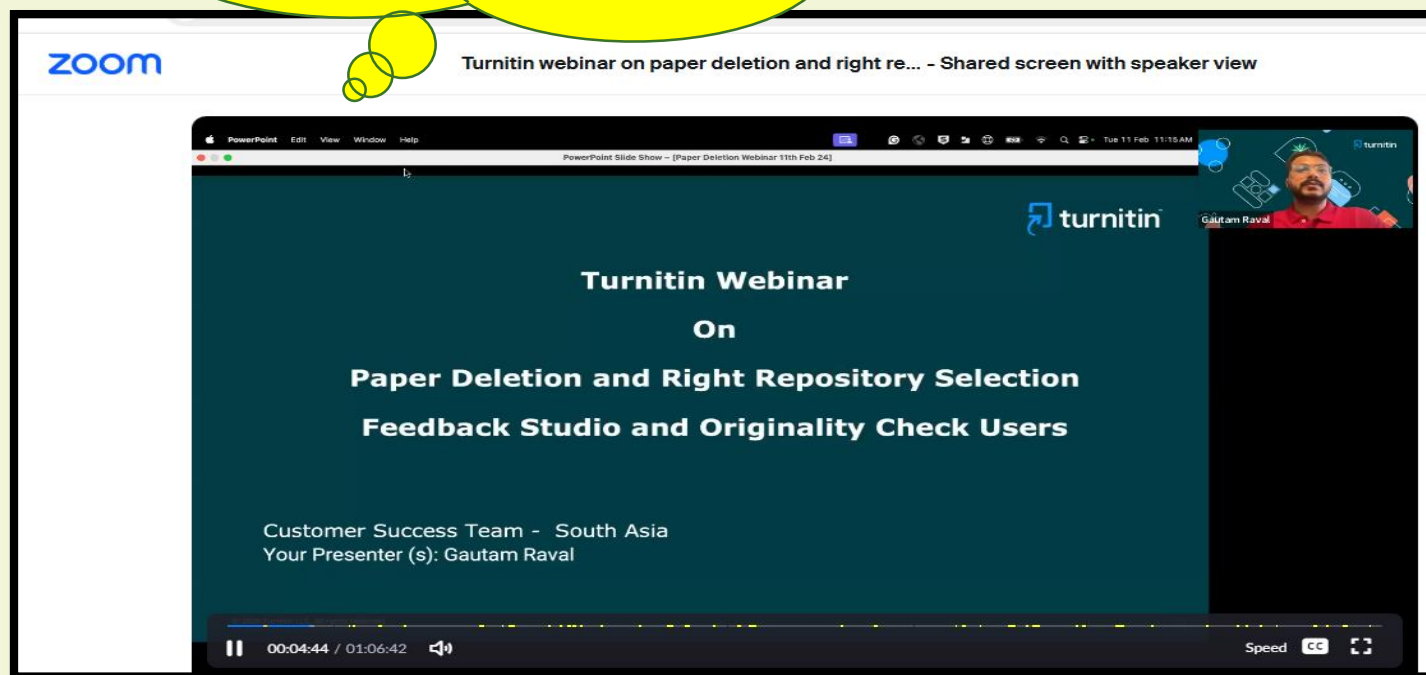 zoom
Turnitin webinar on paper deletion and right re... - Shared screen with speaker view
PowerPoint Edit View Window Help
Tue 11 Feb 11:15 AM
PowerPoint Slide Show – [Paper Deletion Webinar 11th Feb 24]
turnitin
Gautam Raval
turnitin
Turnitin Webinar
On
Paper Deletion and Right Repository Selection
Feedback Studio and Originality Check Users
Customer Success Team - South Asia
Your Presenter (s): Gautam Raval
00:04:44 / 01:06:42
Speed CC